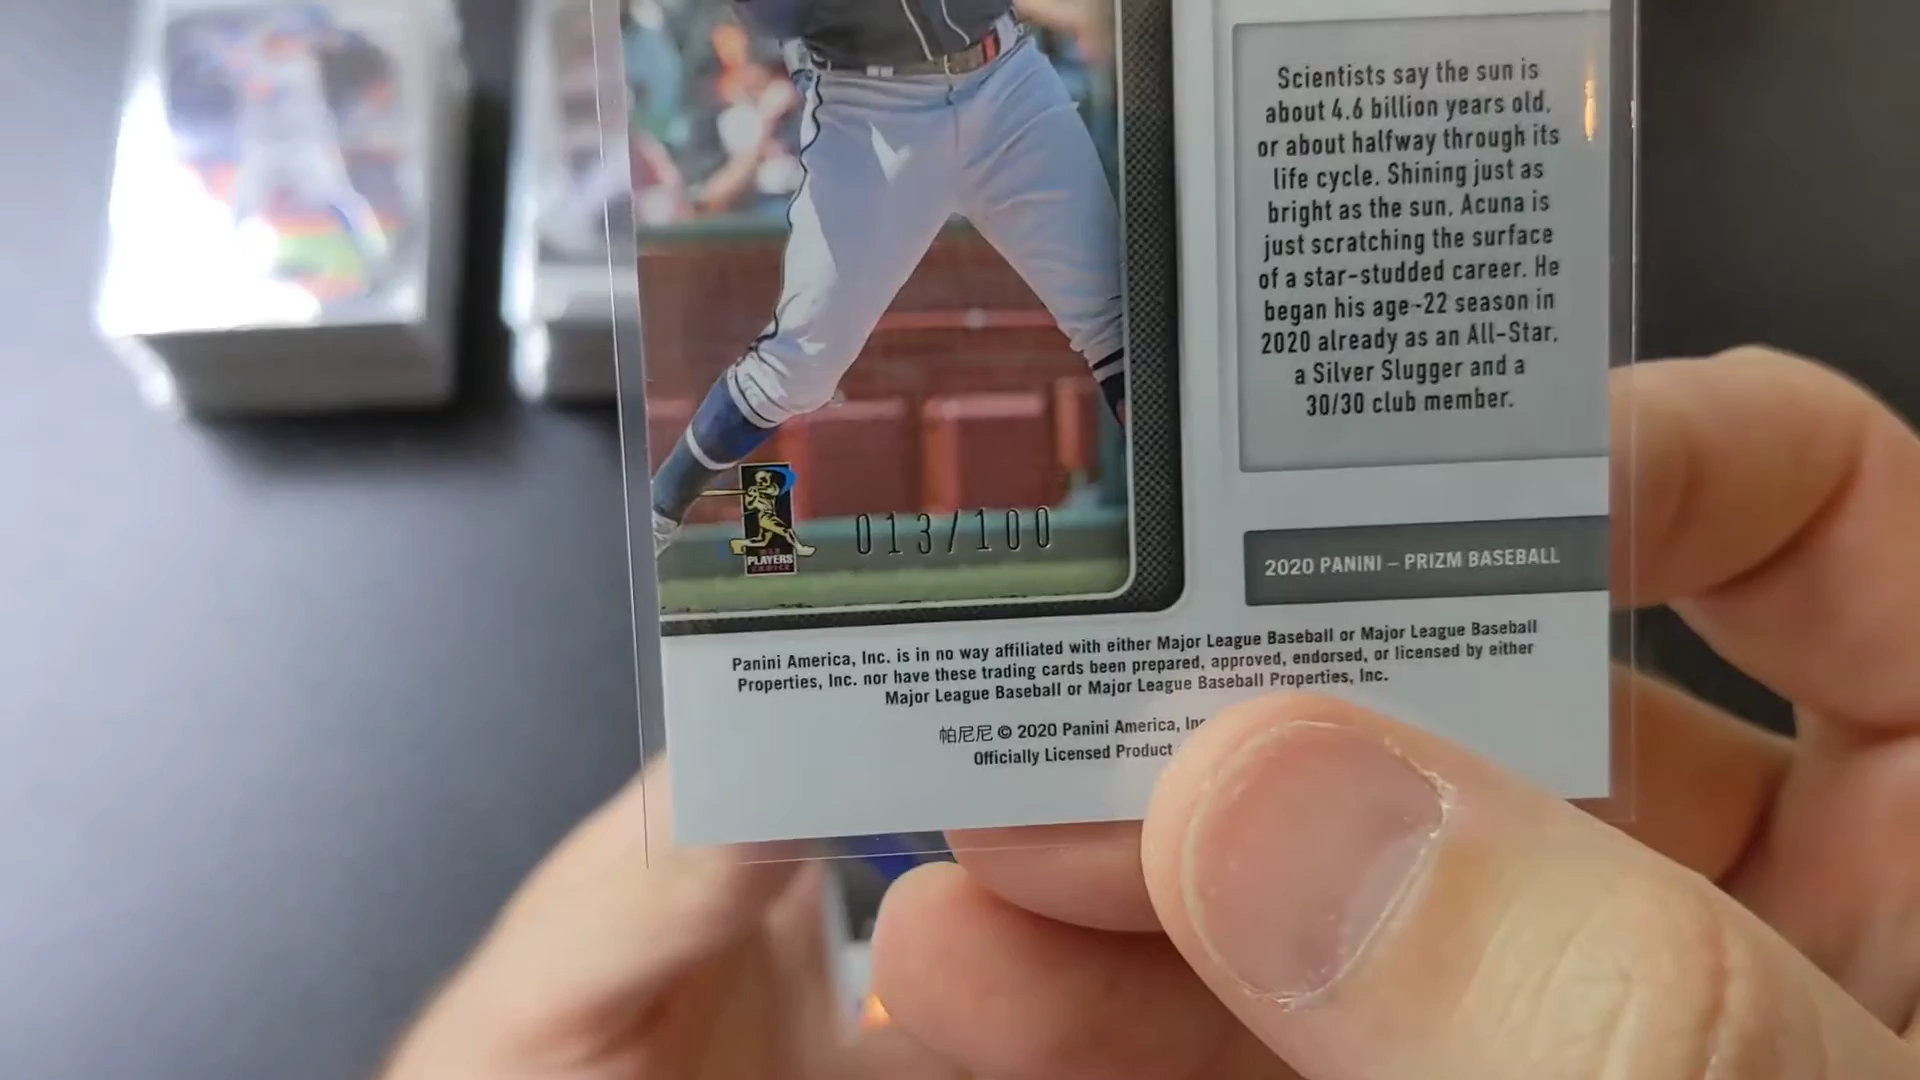 Scientists say the sun is
about 4.6 billion years old,
or about halfway through its
life cycle. Shining just as
bright as the sun, Acuna is
just scratching the surface
of a star-studded career. He
began his age-22 season in
2020 already as an All-Star,
a Silver Slugger and a
30/30 club member.
PLAYERS
CHOICE
013/100
2020 PANINI – PRIZM BASEBALL
Panini America, Inc. is in no way affiliated with either Major League Baseball or Major League Baseball
Properties, Inc. nor have these trading cards been prepared, approved, endorsed, or licensed by either
Major League Baseball or Major League Baseball Properties, Inc.
帕尼尼 © 2020 Panini America, Inc
Officially Licensed Product